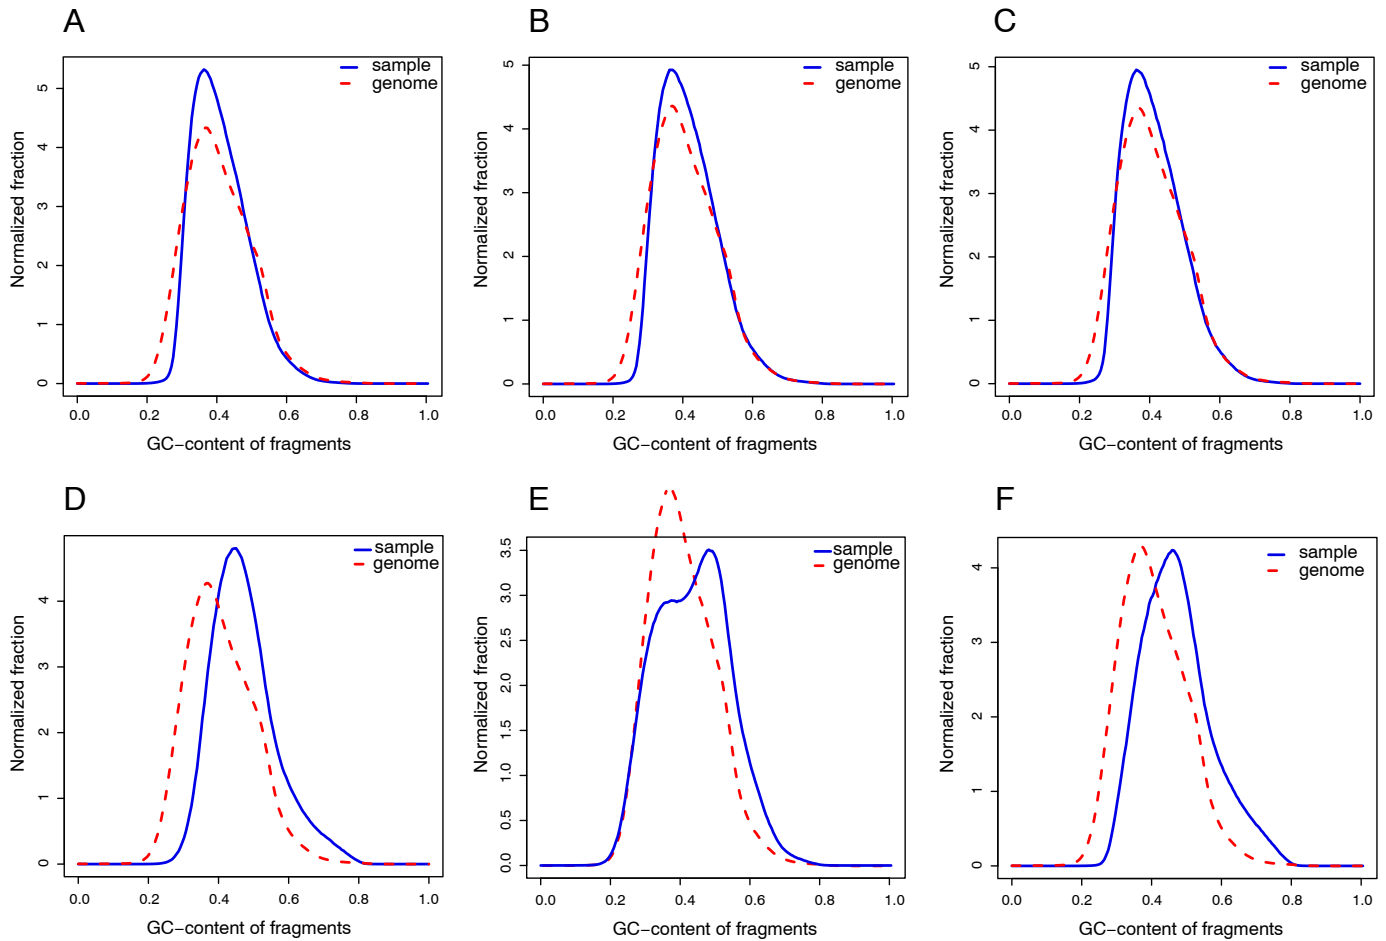 A
sample
genome
Normalized fraction
0 1 2 3 4 5
0.0 0.2 0.4 0.6 0.8 1.0
GC−content of fragments
B
sample
genome
Normalized fraction
0 1 2 3 4 5
0.0 0.2 0.4 0.6 0.8 1.0
GC−content of fragments
C
sample
genome
Normalized fraction
0 1 2 3 4 5
0.0 0.2 0.4 0.6 0.8 1.0
GC−content of fragments
D
sample
genome
Normalized fraction
0 1 2 3 4
0.0 0.2 0.4 0.6 0.8 1.0
GC−content of fragments
E
sample
genome
Normalized fraction
0.0 0.5 1.0 1.5 2.0 2.5 3.0 3.5
0.0 0.2 0.4 0.6 0.8 1.0
GC−content of fragments
F
sample
genome
Normalized fraction
0 1 2 3 4
0.0 0.2 0.4 0.6 0.8 1.0
GC−content of fragments